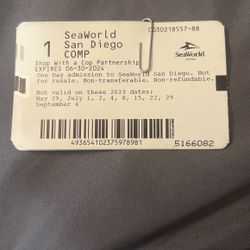 1
SeaWorld
San Diego
COMP
C030218557-88
SeaWorld
Shop With a Cop Partnership
EXPIRES 06-30-2024
One day admission to SeaWorld San Diego. Not
for resale. Non-transferable. Non-refundable.
Not valid on these 2023 dates:
May 29, July 1, 2, 4, 8, 15, 22, 29
September 4
493654102375978981
5166082